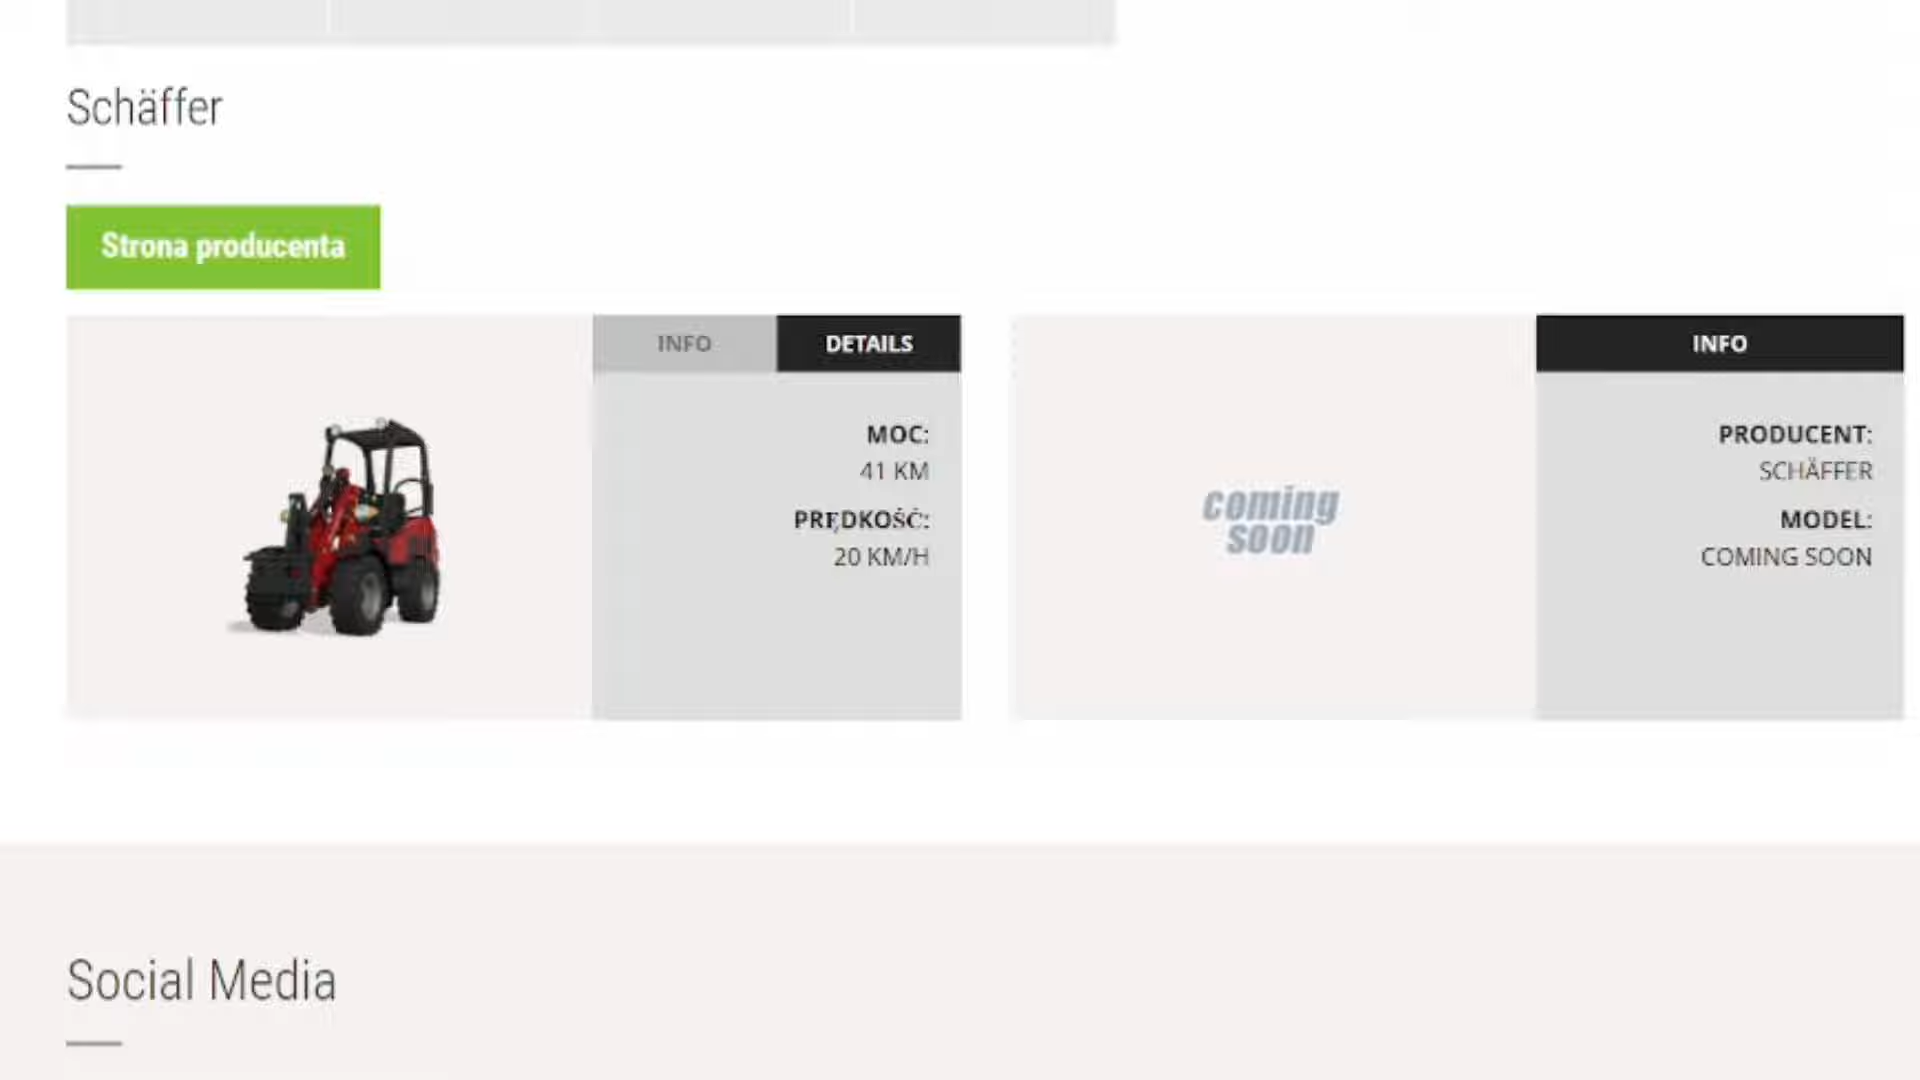 Schäffer
Strona producenta
INFO
DETAILS
MOC:
41 KM
PRĘDKOŚĆ:
20 KM/H
coming
soon
INFO
PRODUCENT:
SCHÄFFER
MODEL:
COMING SOON
Social Media